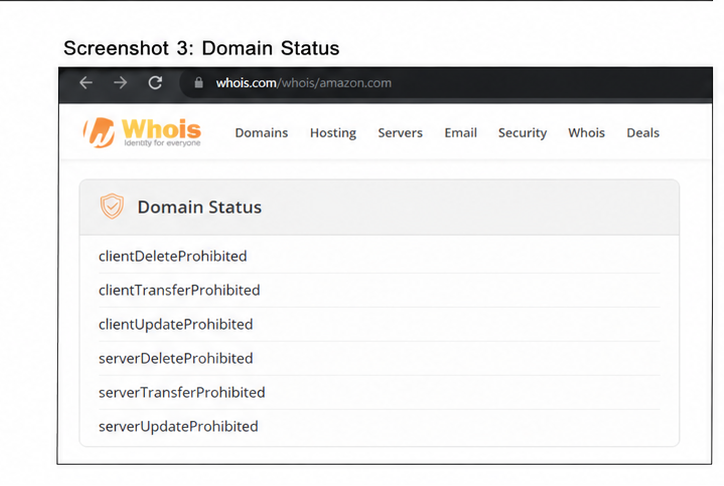 Screenshot 3: Domain Status
whois.com/whois/amazon.com
Whois
Identity for everyone
Domains Hosting Servers Email Security Whois Deals
Domain Status
clientDeleteProhibited
clientTransferProhibited
clientUpdateProhibited
serverDeleteProhibited
serverTransferProhibited
serverUpdateProhibited